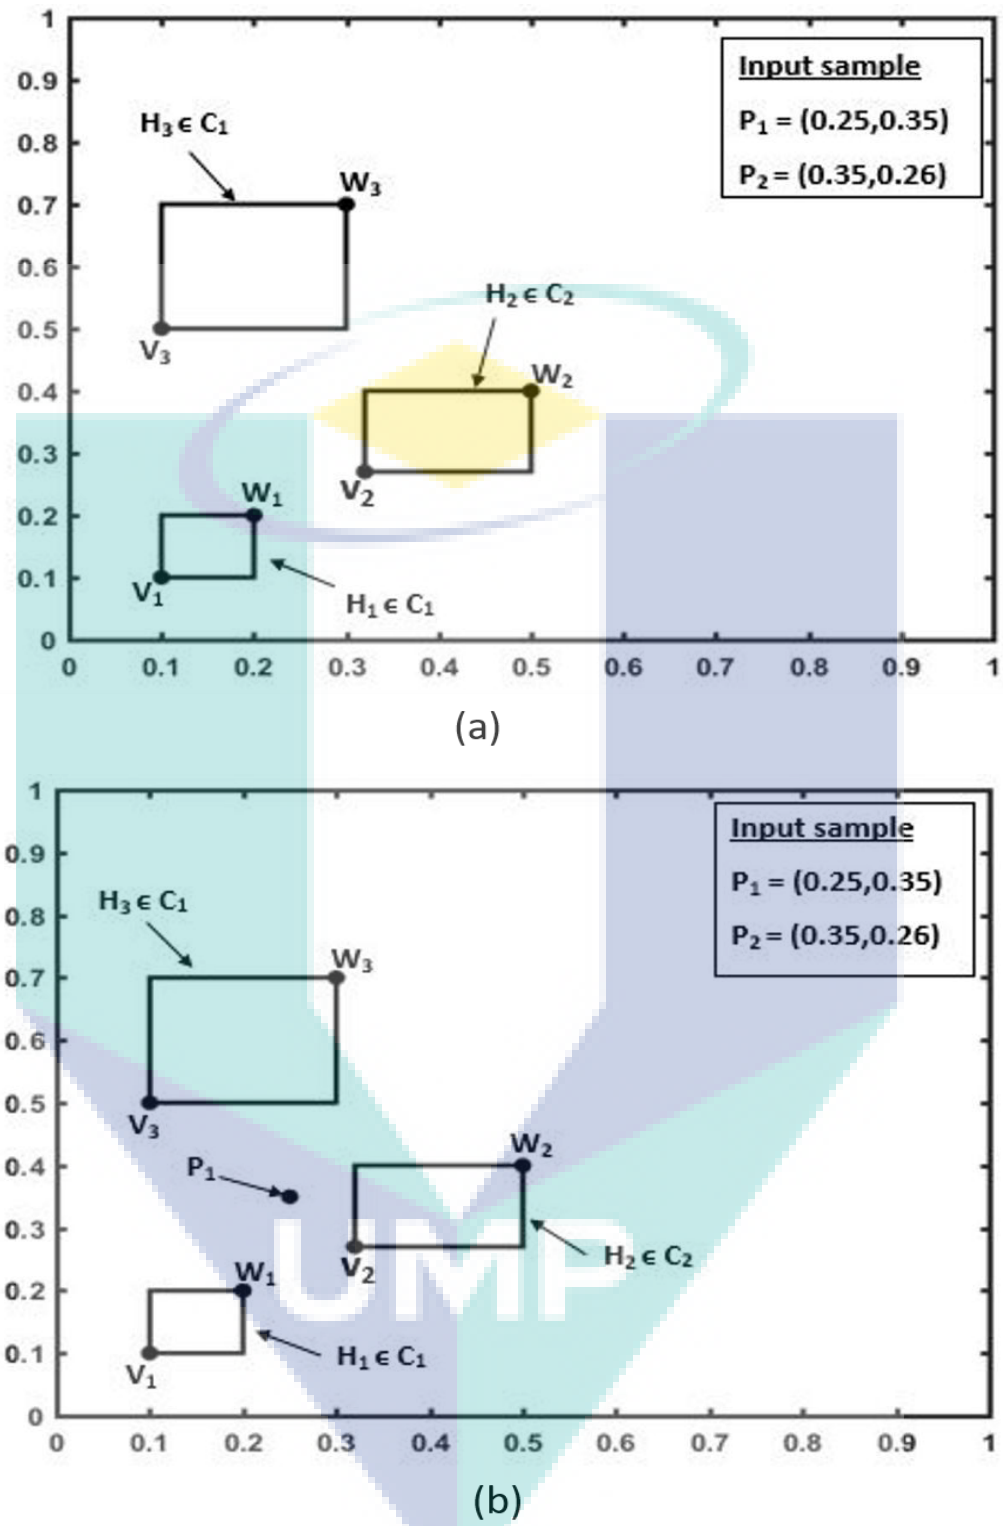 1
0.9
0.8
0.7
0.6
0.5
0.4
0.3
0.2
0.1
0
Input sample
P₁ = (0.25,0.35)
P₂ = (0.35,0.26)
H₃ ϵ C₁
W₃
V₃
H₂ ϵ C₂
W₂
V₂
W₁
V₁
H₁ ϵ C₁
0 0.1 0.2 0.3 0.4 0.5 0.6 0.7 0.8 0.9 1
(a)
1
0.9
0.8
0.7
0.6
0.5
0.4
0.3
0.2
0.1
0
Input sample
P₁ = (0.25,0.35)
P₂ = (0.35,0.26)
H₃ ϵ C₁
W₃
V₃
P₁
W₂
V₂
H₂ ϵ C₂
UMP
W₁
V₁
H₁ ϵ C₁
0 0.1 0.2 0.3 0.4 0.5 0.6 0.7 0.8 0.9 1
(b)